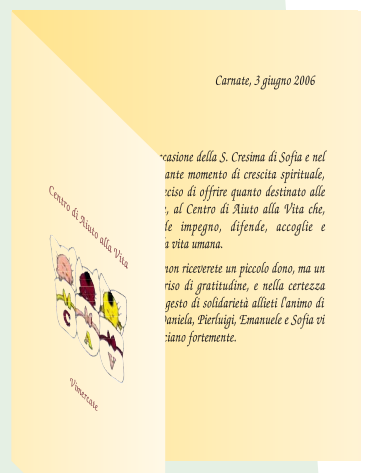 Carnate, 3 giugno 2006
casione della S. Cresima di Sofia e nel
ante momento di crescita spirituale,
ciso di offrire quanto destinato alle
, al Centro di Aiuto alla Vita che,
le impegno, difende, accoglie e
a vita umana.
non riceverete un piccolo dono, ma un
riso di gratitudine, e nella certezza
gesto di solidarietà allieti l'animo di
Daniela, Pierluigi, Emanuele e Sofia vi
ciano fortemente.
Centro di Aiuto alla Vita
C A V
Vimercate